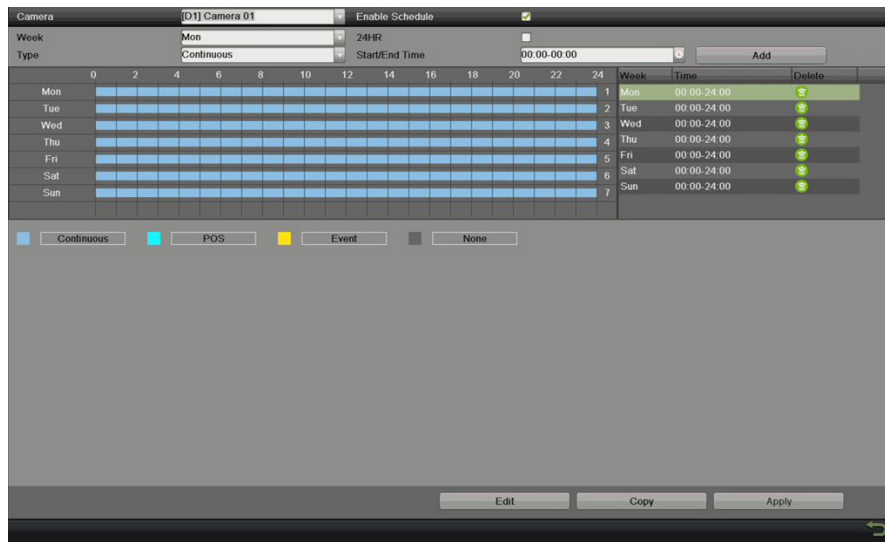 Camera [D1] Camera 01 Enable Schedule
Week Mon 24HR
Type Continuous Start/End Time 00:00-00:00 Add
0 2 4 6 8 10 12 14 16 18 20 22 24 Week Time Delete
Mon 1 Mon 00:00-24:00
Tue 2 Tue 00:00-24:00
Wed 3 Wed 00:00-24:00
Thu 4 Thu 00:00-24:00
Fri 5 Fri 00:00-24:00
Sat 6 Sat 00:00-24:00
Sun 7 Sun 00:00-24:00
Continuous POS Event None
Edit Copy Apply